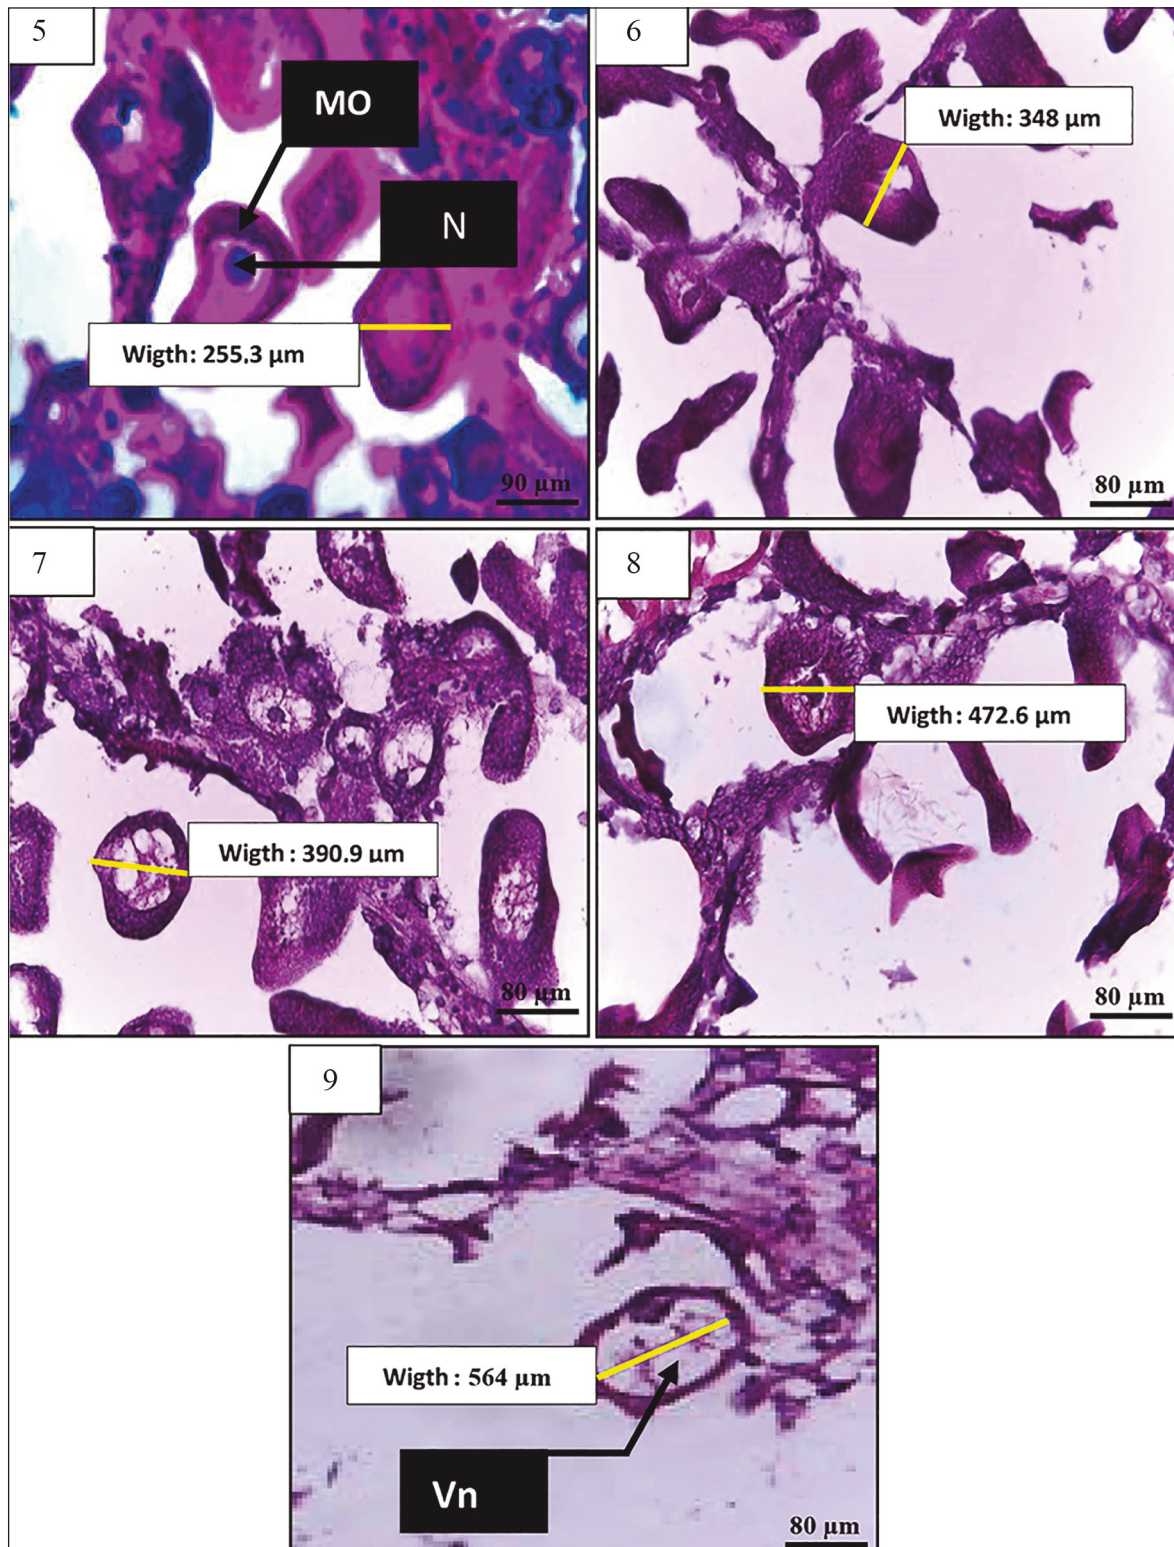 5
MO
N
Wigth: 255.3 µm
90 µm
6
Wigth: 348 µm
80 µm
7
Wigth : 390.9 µm
80 µm
8
Wigth : 472.6 µm
80 µm
9
Wigth : 564 µm
Vn
80 µm